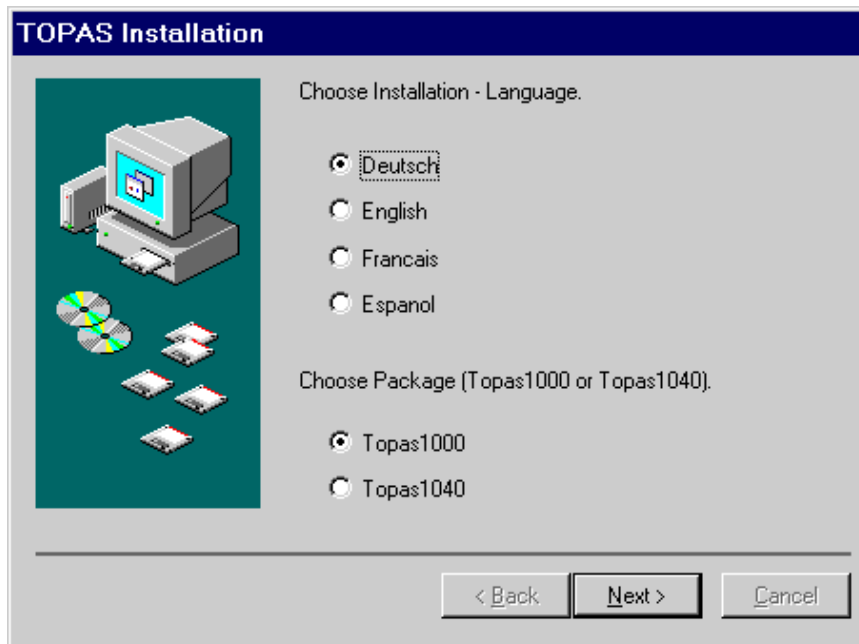 TOPAS Installation
Choose Installation - Language.
Deutsch
English
Francais
Espanol
Choose Package (Topas1000 or Topas1040).
Topas1000
Topas1040
< Back Next > Cancel